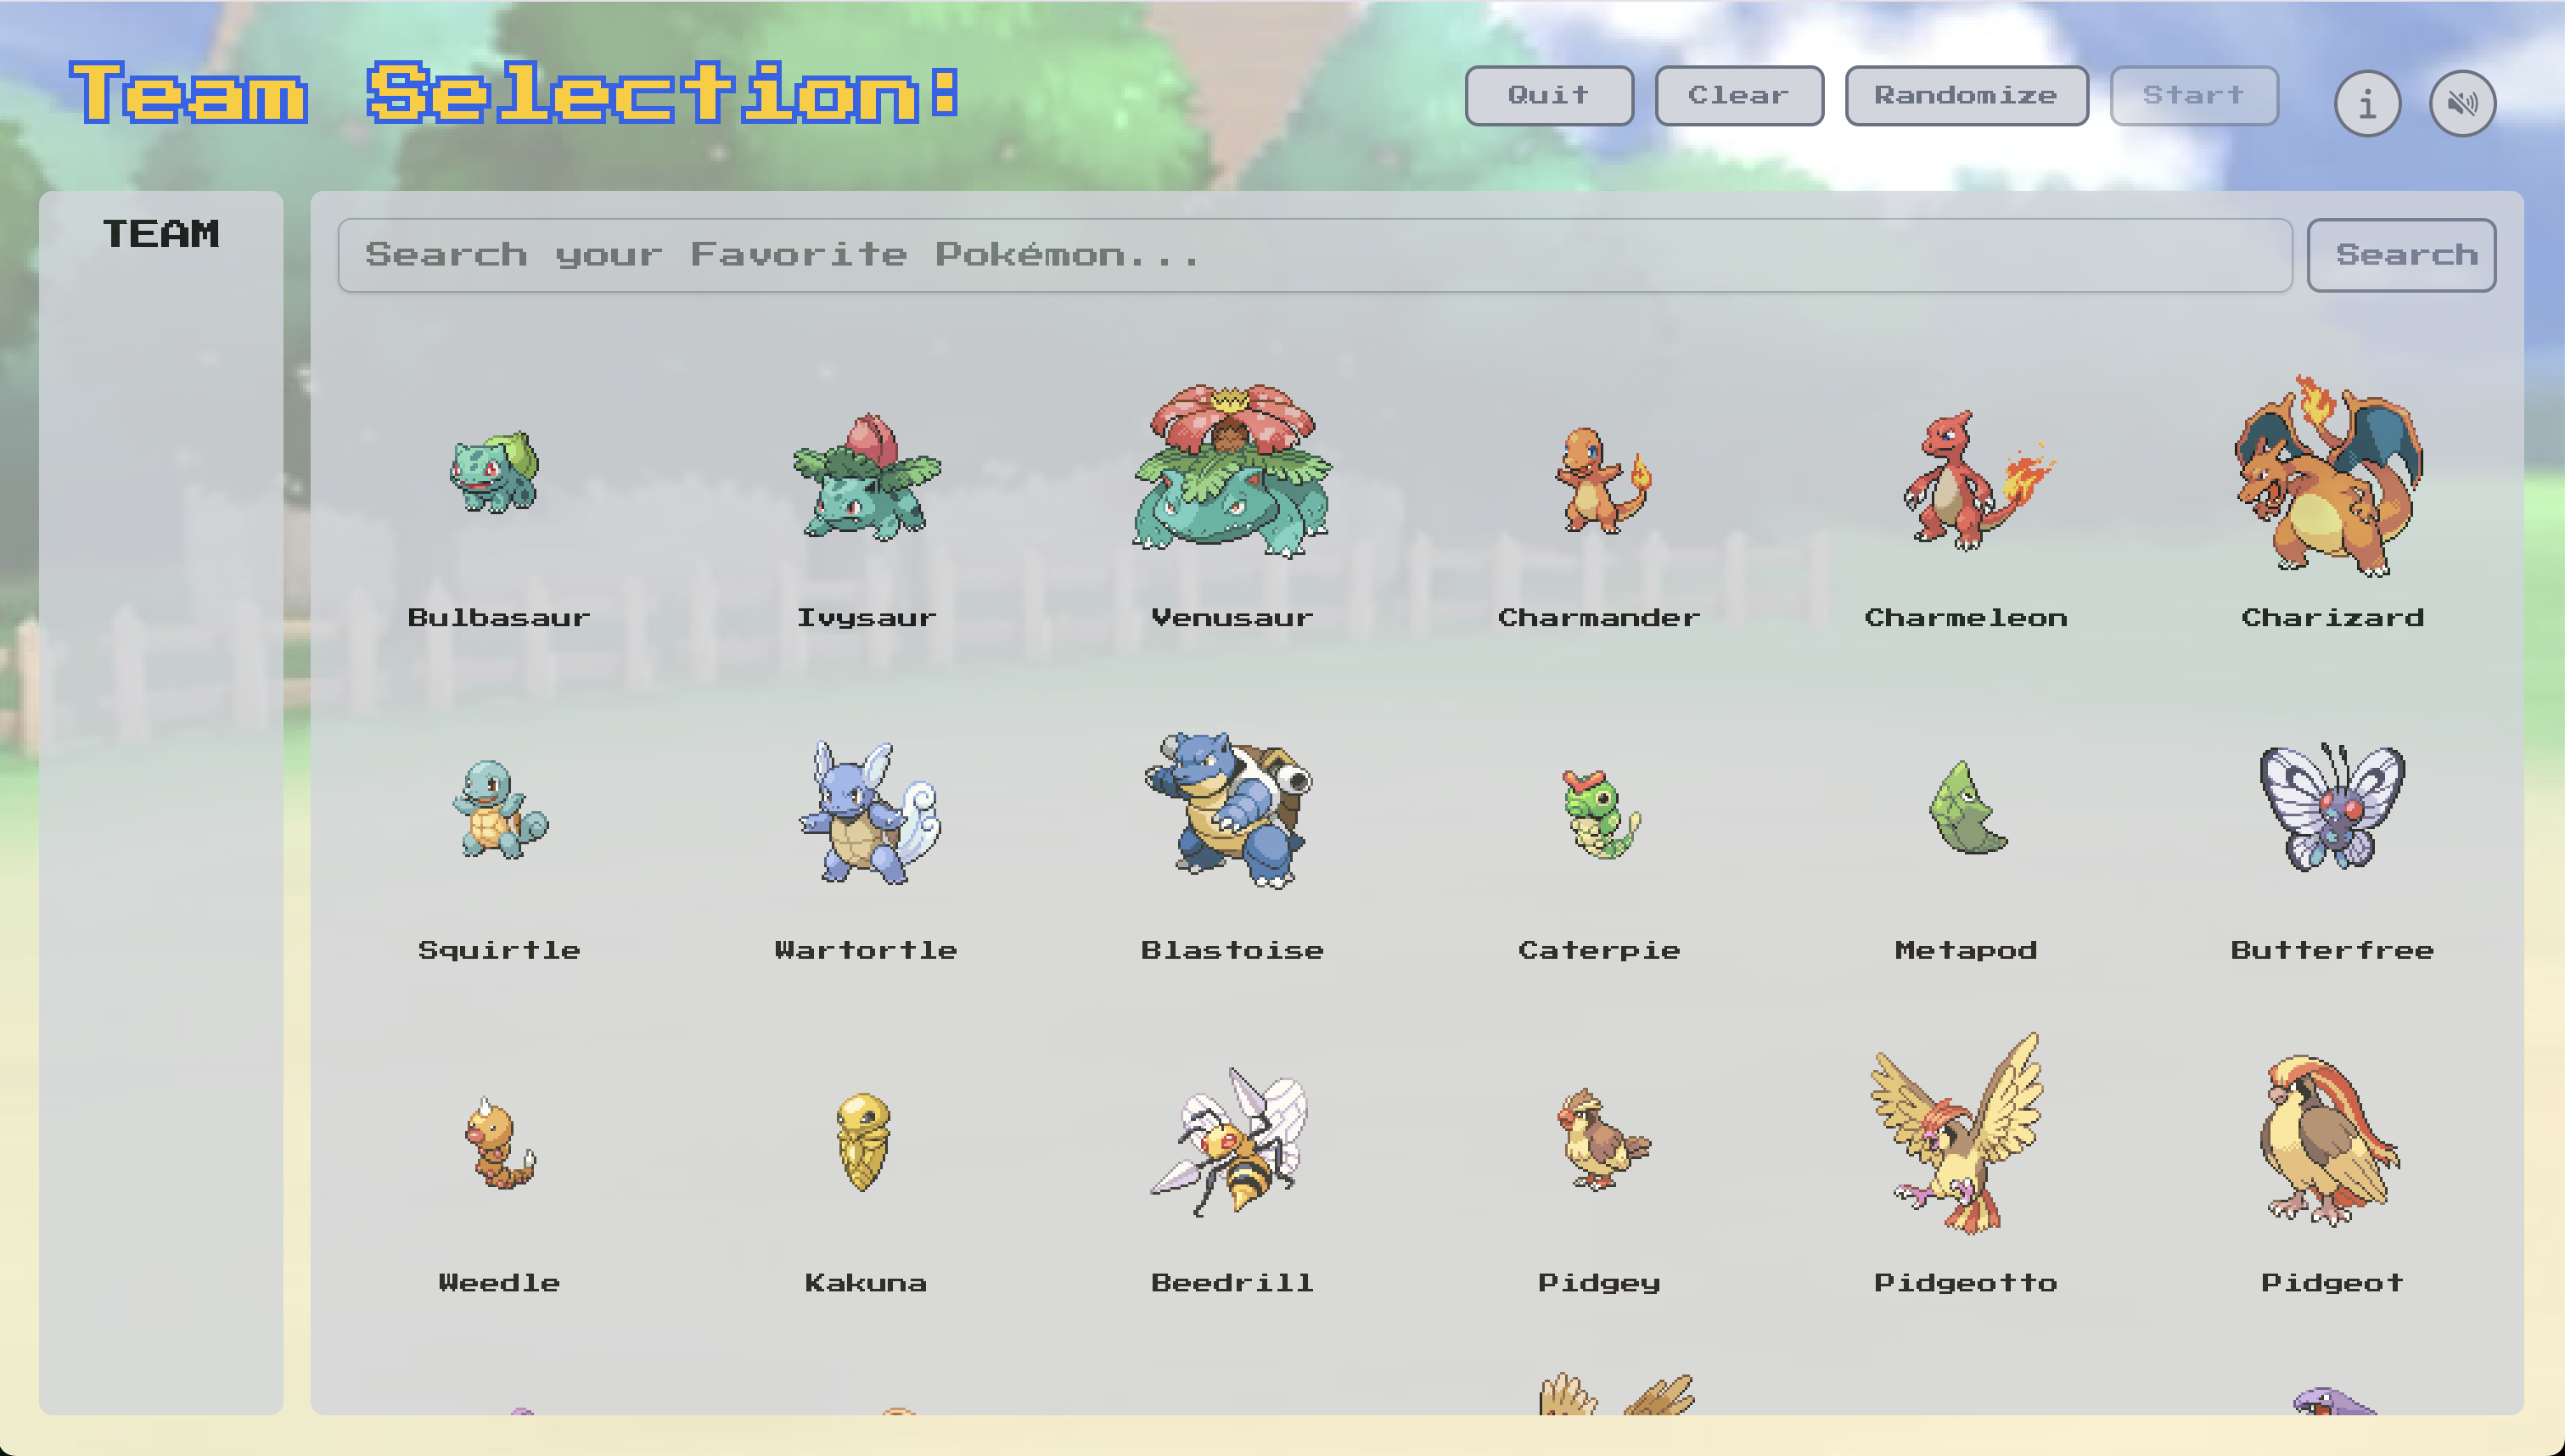 Team Selection:
Quit Clear Randomize Start i
TEAM
Search your Favorite Pokémon... Search
Bulbasaur Ivysaur Venusaur Charmander Charmeleon Charizard
Squirtle Wartortle Blastoise Caterpie Metapod Butterfree
Weedle Kakuna Beedrill Pidgey Pidgeotto Pidgeot